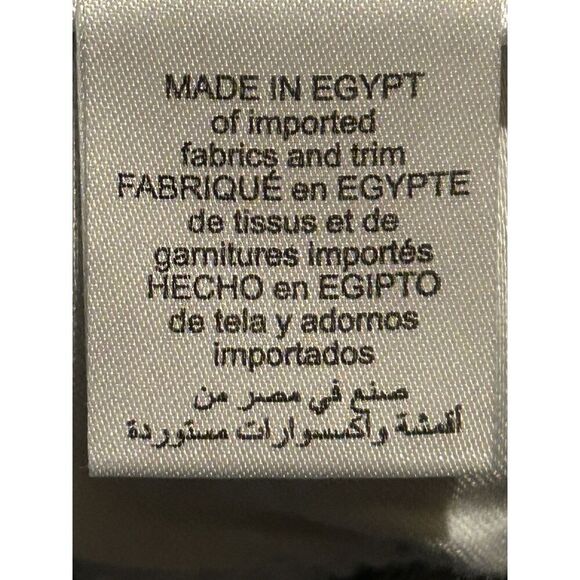 MADE IN EGYPT
of imported
fabrics and trim
FABRIQUÉ en EGYPTE
de tissus et de
garnitures importés
HECHO en EGIPTO
de tela y adornos
importados
صنع في مصر من
أقمشة وأكسسوارات مستوردة